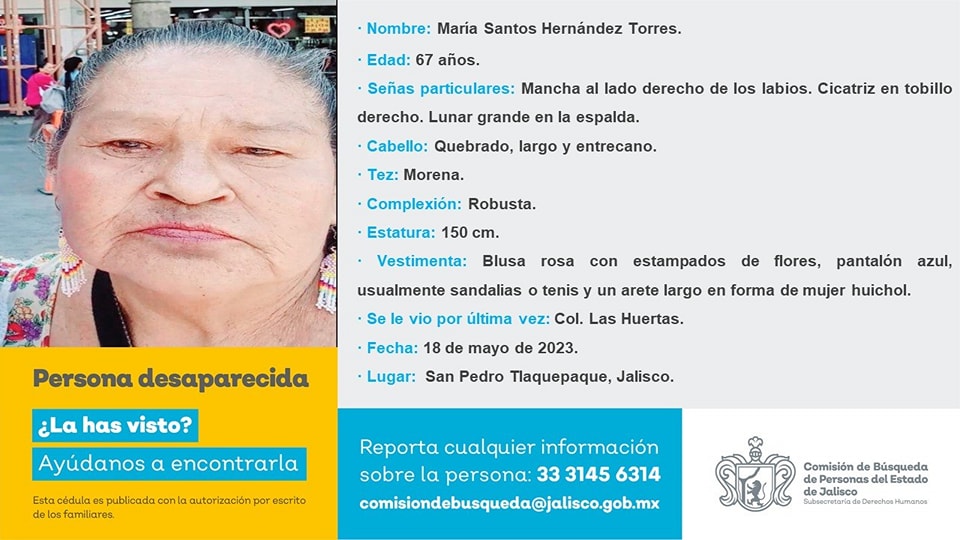 · Nombre: María Santos Hernández Torres.
· Edad: 67 años.
· Señas particulares: Mancha al lado derecho de los labios. Cicatriz en tobillo
derecho. Lunar grande en la espalda.
· Cabello: Quebrado, largo y entrecano.
· Tez: Morena.
· Complexión: Robusta.
· Estatura: 150 cm.
· Vestimenta: Blusa rosa con estampados de flores, pantalón azul,
usualmente sandalias o tenis y un arete largo en forma de mujer huichol.
· Se le vio por última vez: Col. Las Huertas.
· Fecha: 18 de mayo de 2023.
· Lugar: San Pedro Tlaquepaque, Jalisco.
Persona desaparecida
¿La has visto?
Ayúdanos a encontrarla
Esta cédula es publicada con la autorización por escrito
de los familiares.
Reporta cualquier información
sobre la persona: 33 3145 6314
comisiondebusqueda@jalisco.gob.mx
Comisión de Búsqueda
de Personas del Estado
de Jalisco
Subsecretaría de Derechos Humanos